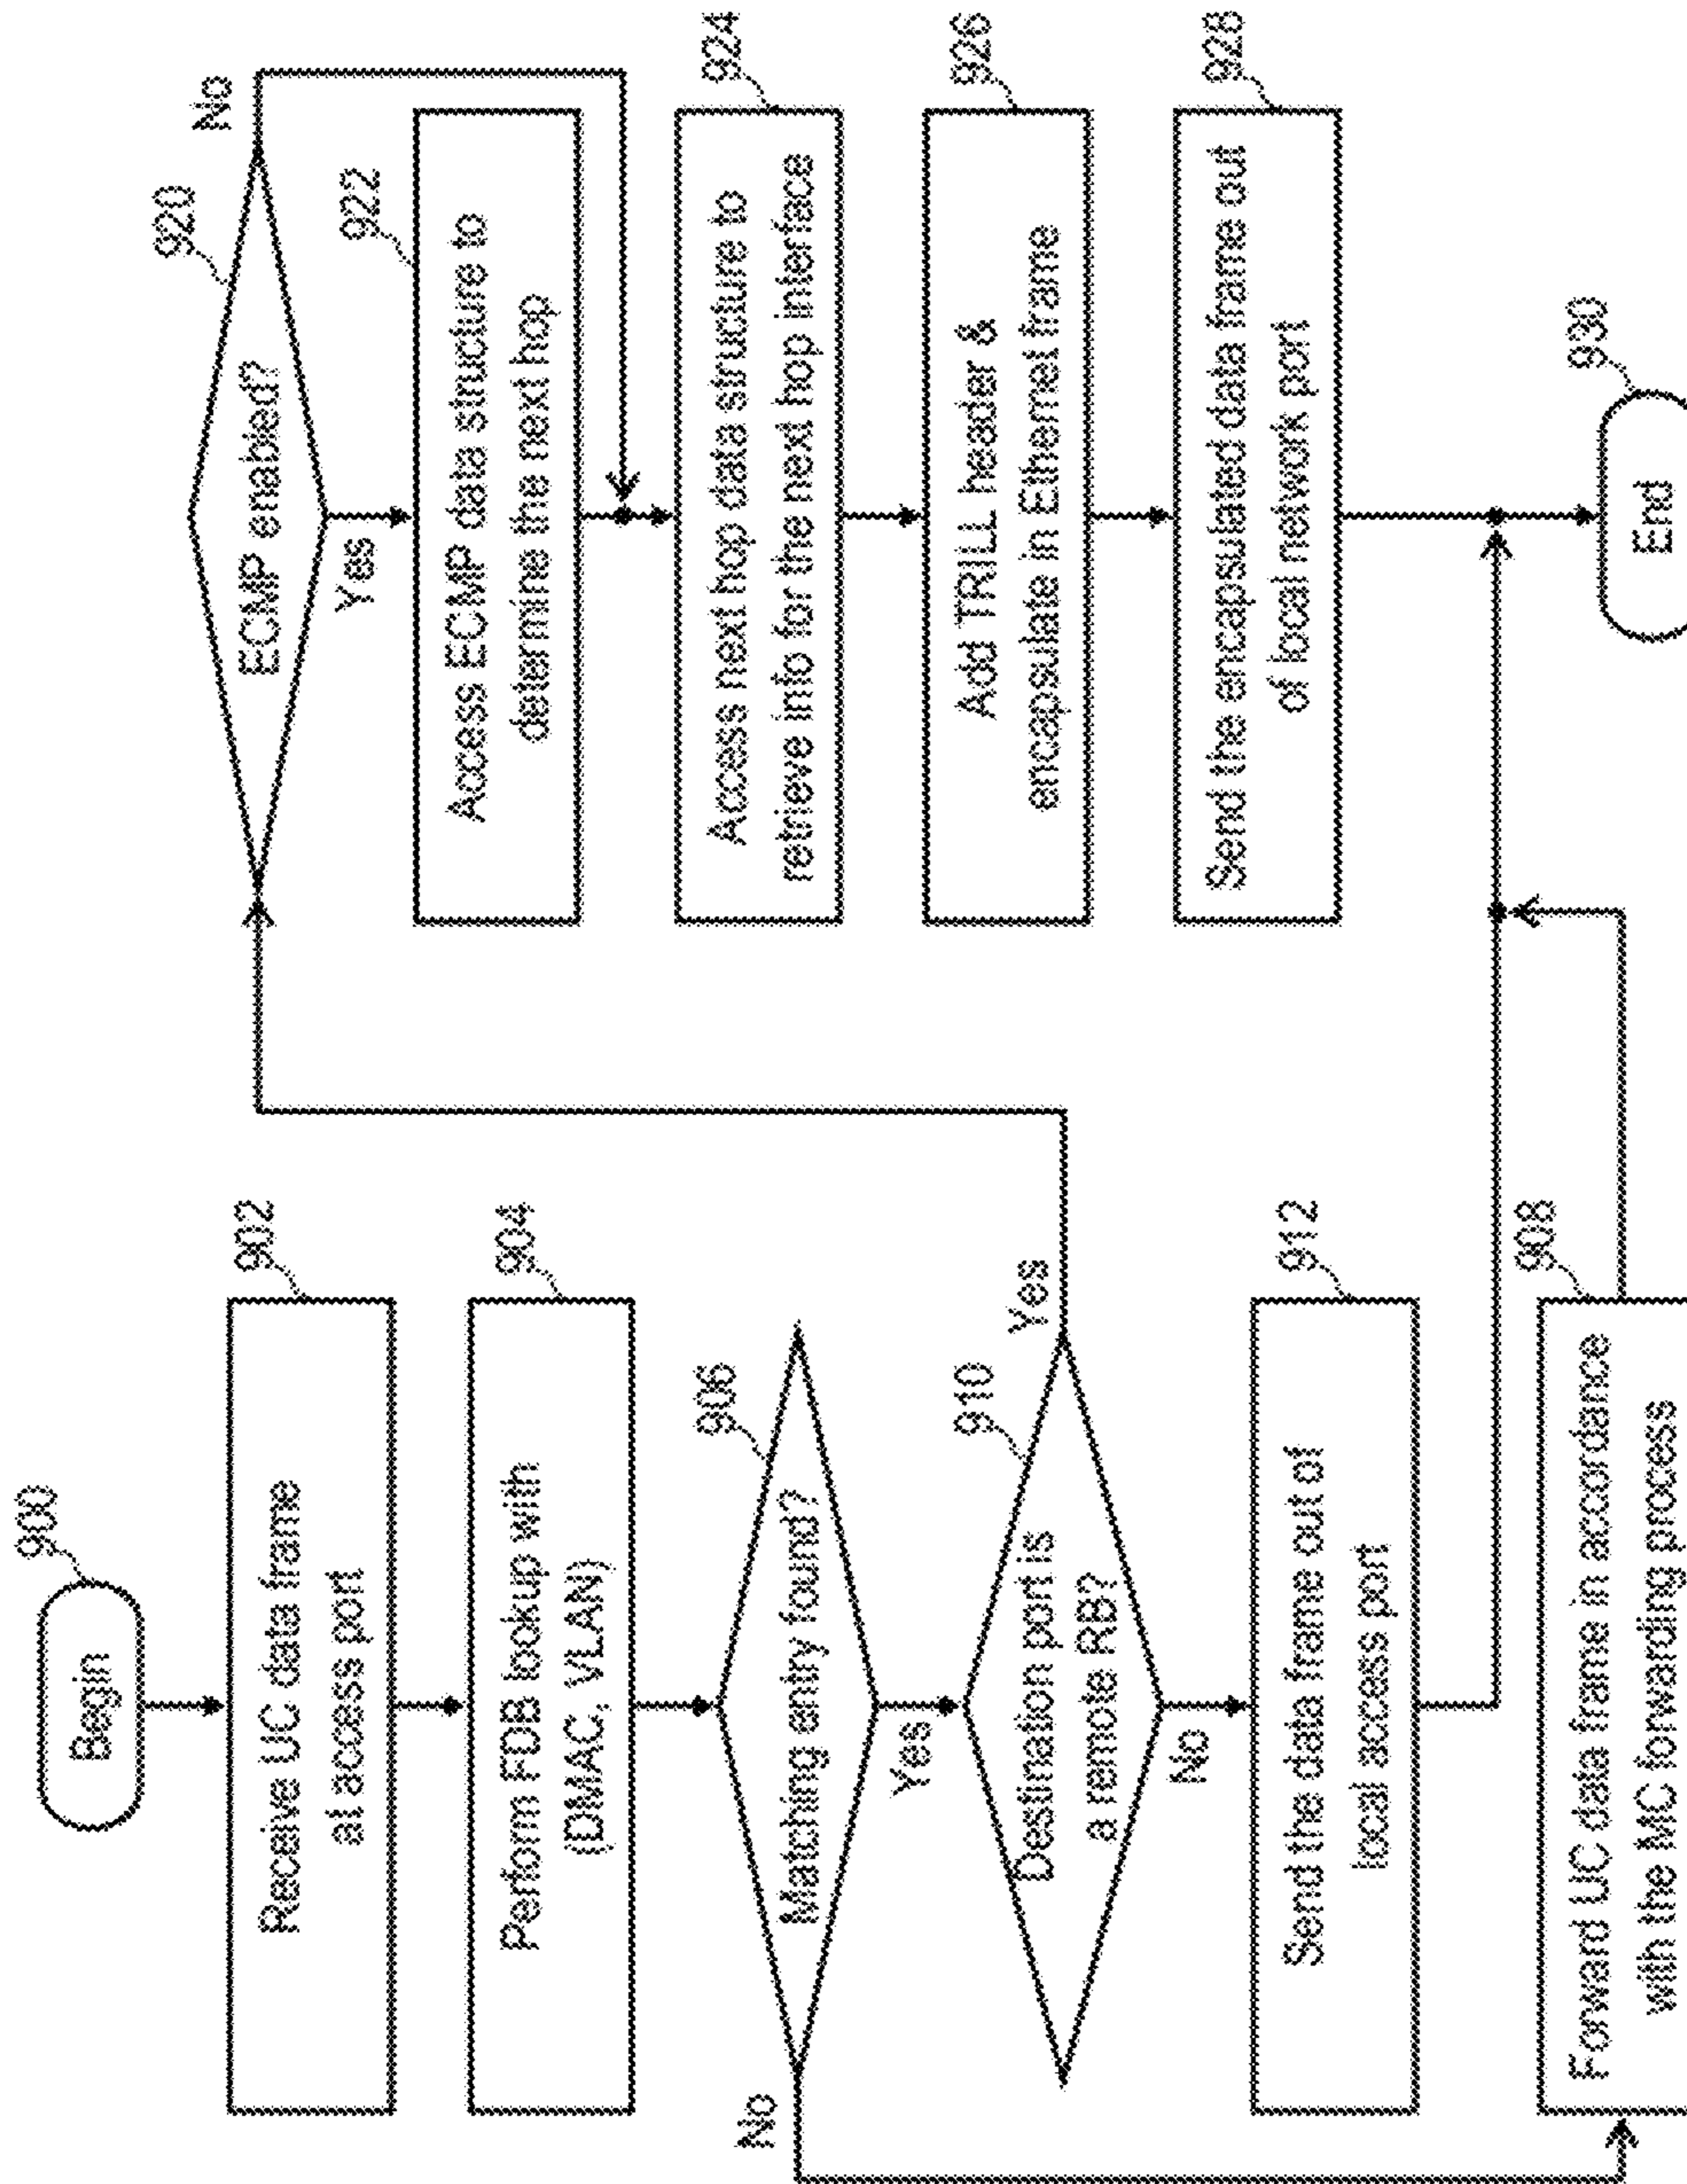 900
Begin
902
Receive UC data frame
at access port
904
Perform FDB lookup with
(DMAC, VLAN)
906
Matching entry found?
No
Yes
910
Destination port is
a remote RB?
Yes
No
912
Send the data frame out of
local access port
908
Forward UC data frame in accordance
with the MC forwarding process
920
ECMP enabled?
No
Yes
922
Access ECMP data structure to
determine the next hop
924
Access next hop data structure to
retrieve info for the next hop interface
926
Add TRILL header &
encapsulate in Ethernet frame
928
Send the encapsulated data frame out
of local network port
930
End